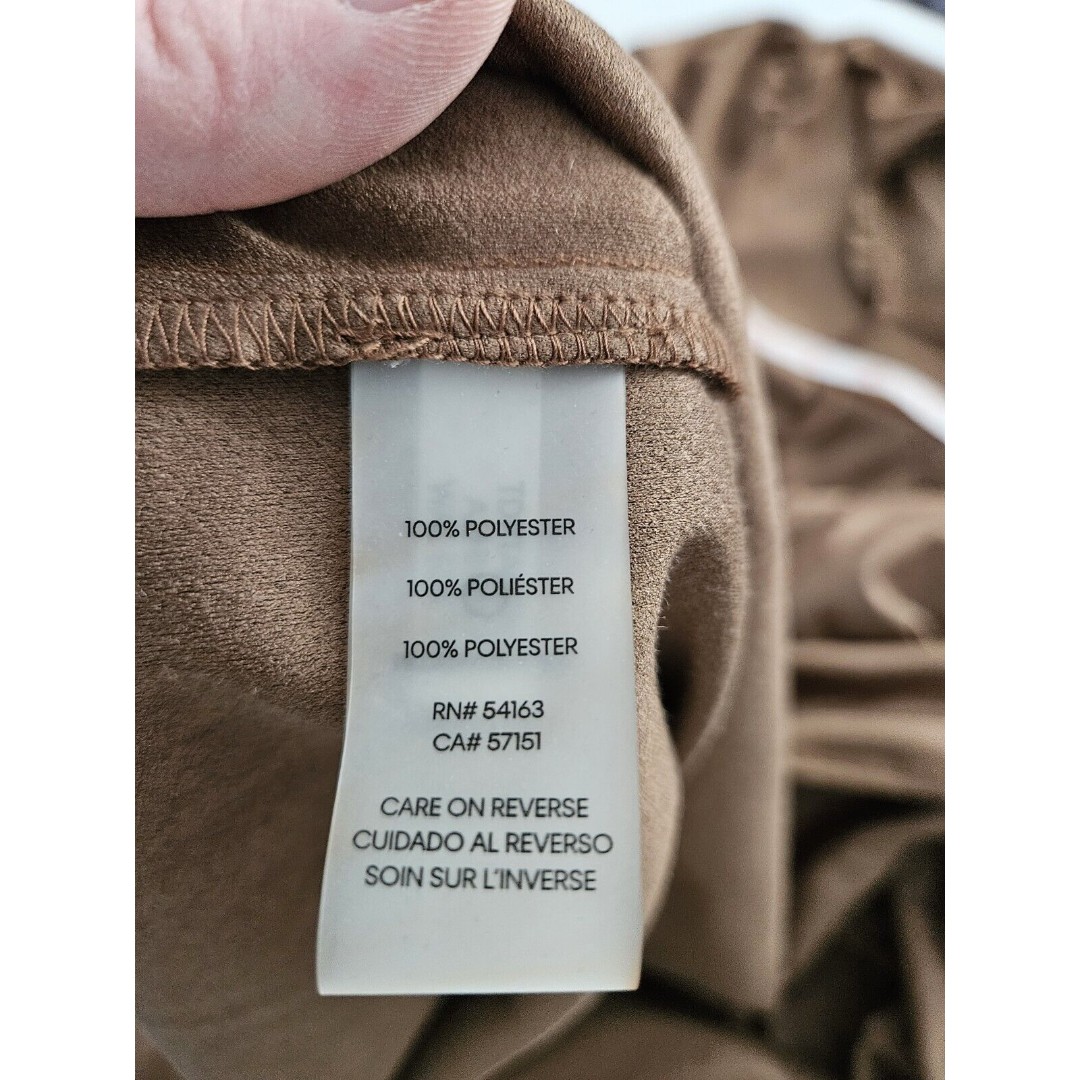 100% POLYESTER
100% POLIÉSTER
100% POLYESTER
RN# 54163
CA# 57151
CARE ON REVERSE
CUIDADO AL REVERSO
SOIN SUR L'INVERSE